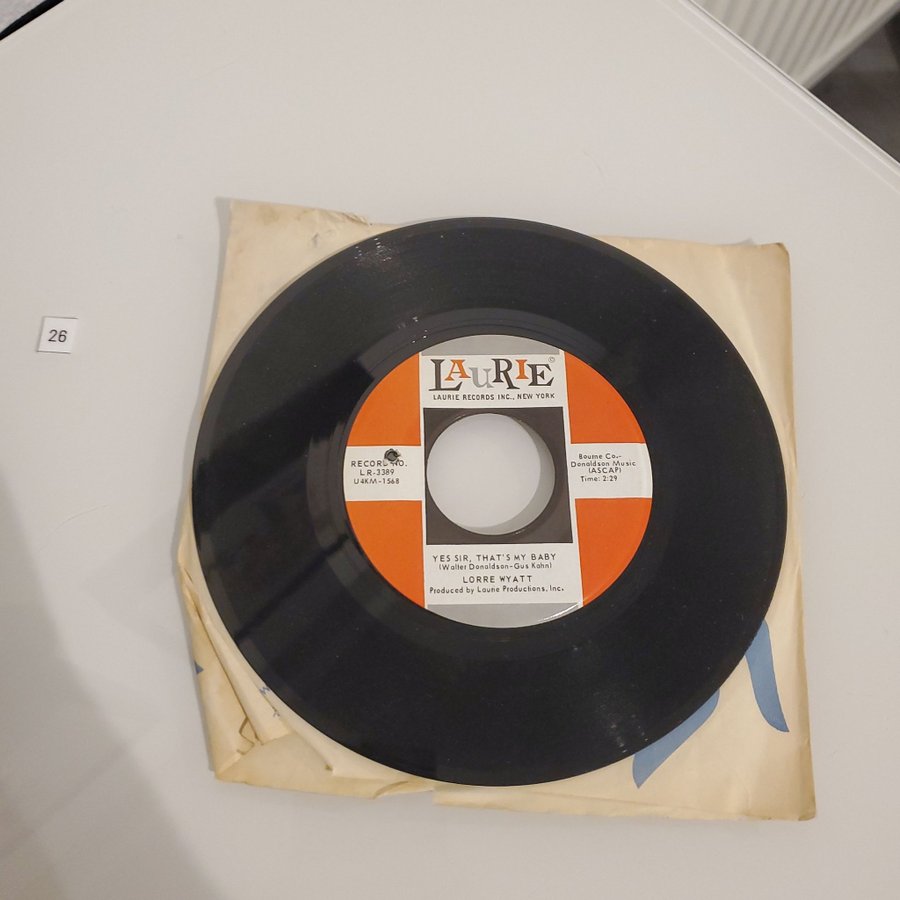 26
LAURIE ©
LAURIE RECORDS INC., NEW YORK
RECORD NO.
LR-3389
U4KM-1568
Bourne Co.-
Donaldson Music
(ASCAP)
Time: 2:29
YES SIR, THAT'S MY BABY
(Walter Donaldson-Gus Kahn)
LORRE WYATT
Produced by Laurie Productions, Inc.